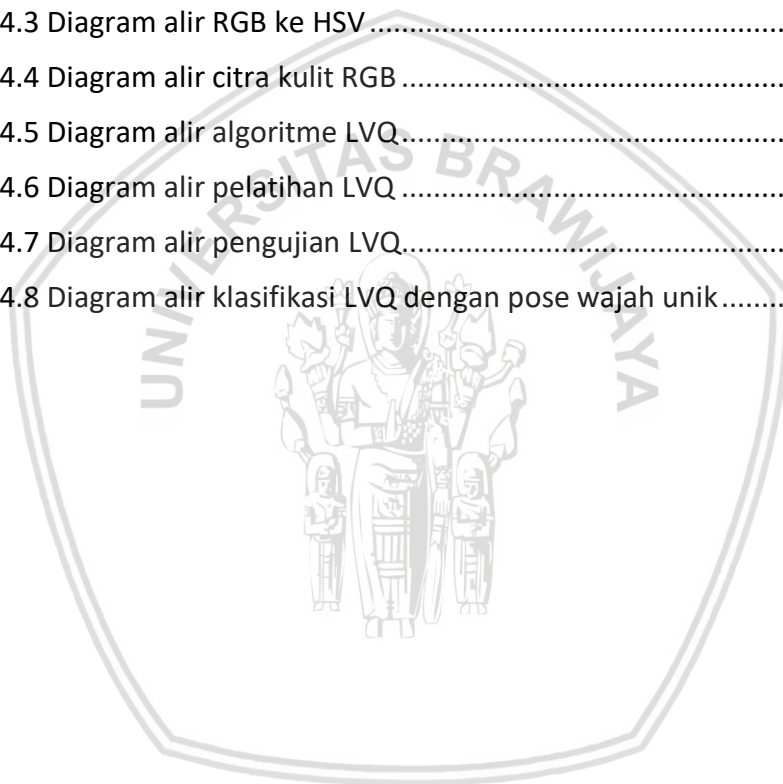 4.3 Diagram alir RGB ke HSV
4.4 Diagram alir citra kulit RGB
4.5 Diagram alir algoritme LVQ
4.6 Diagram alir pelatihan LVQ
4.7 Diagram alir pengujian LVQ
4.8 Diagram alir klasifikasi LVQ dengan pose wajah unik
UNIVERSITAS BRAWIJAYA